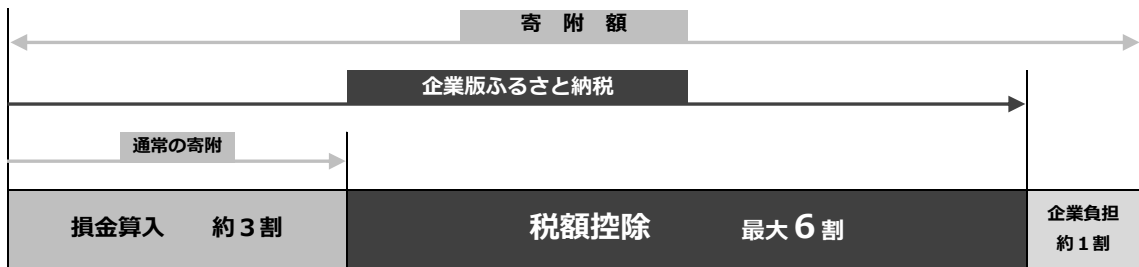 寄 附 額
企業版ふるさと納税
通常の寄附
損金算入 約３割
税額控除 最大６割
企業負担
約１割